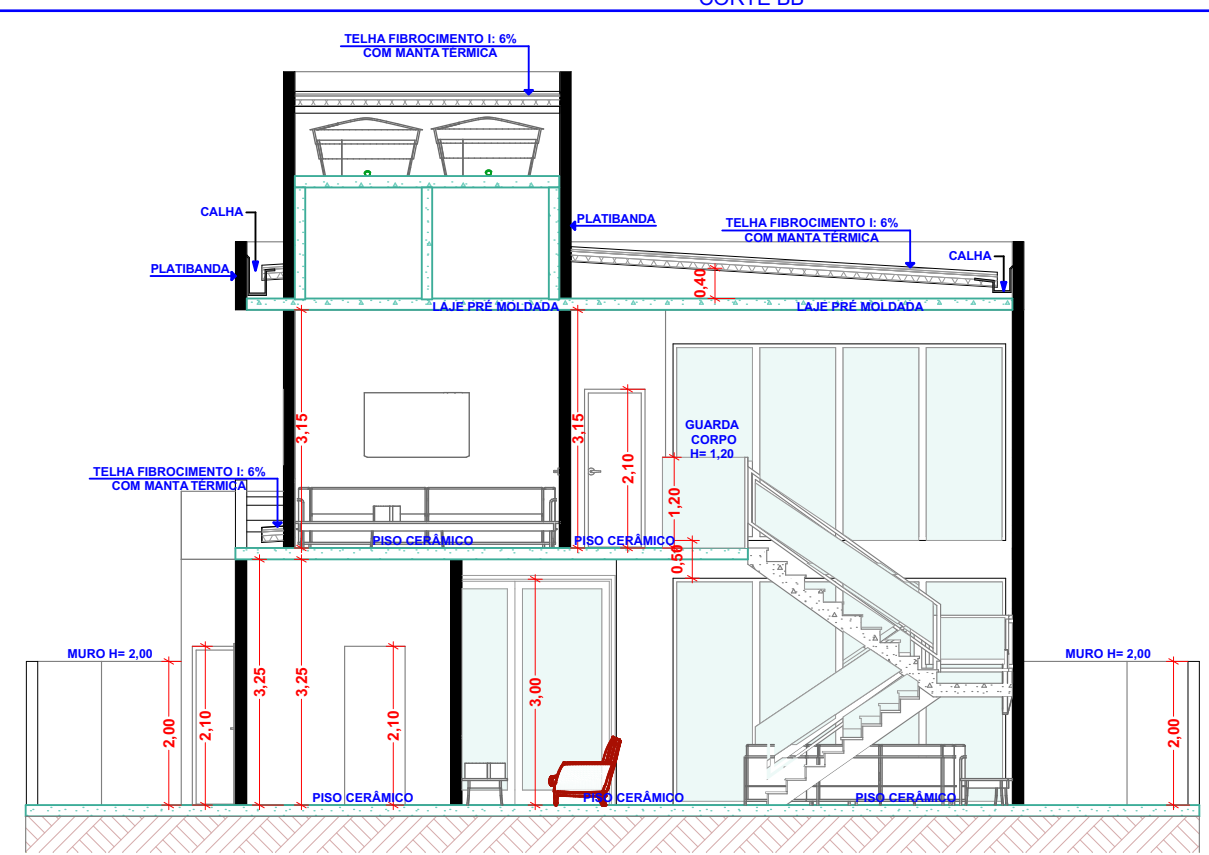 CORTE BB
TELHA FIBROCIMENTO I: 6%
COM MANTA TÉRMICA
CALHA
PLATIBANDA
TELHA FIBROCIMENTO I: 6%
COM MANTA TÉRMICA
CALHA
PLATIBANDA
0,40
LAJE PRÉ MOLDADA
LAJE PRÉ MOLDADA
3,15
3,15
2,10
GUARDA
CORPO
H= 1,20
1,20
TELHA FIBROCIMENTO I: 6%
COM MANTA TÉRMICA
PISO CERÂMICO
PISO CERÂMICO
0,50
MURO H= 2,00
MURO H= 2,00
2,00
2,10
3,25
3,25
2,10
3,00
2,00
PISO CERÂMICO
PISO CERÂMICO
PISO CERÂMICO